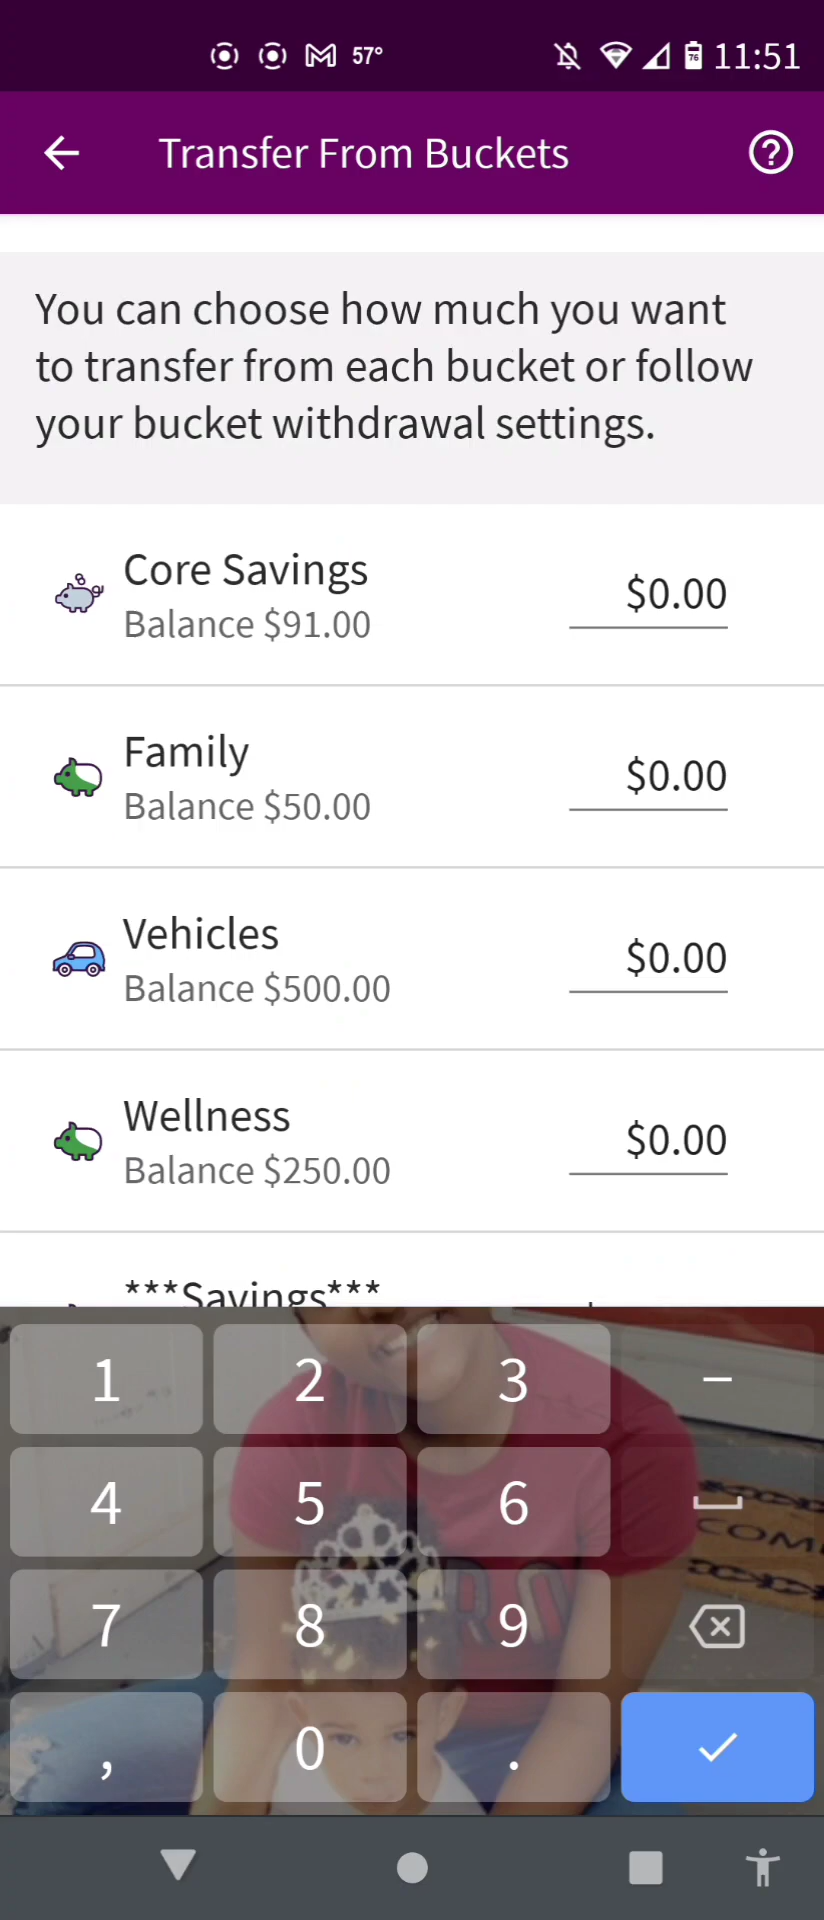 57° 76 11:51
Transfer From Buckets
You can choose how much you want
to transfer from each bucket or follow
your bucket withdrawal settings.
Core Savings
Balance $91.00
$0.00
Family
Balance $50.00
$0.00
Vehicles
Balance $500.00
$0.00
Wellness
Balance $250.00
$0.00
***Savings***
1 2 3 –
4 5 6
7 8 9
, 0 .